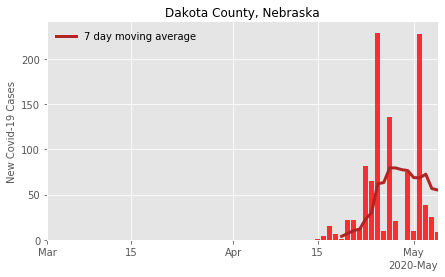 Dakota County, Nebraska
7 day moving average
New Covid-19 Cases
200
150
100
50
0
Mar
15
Apr
15
May
2020-May